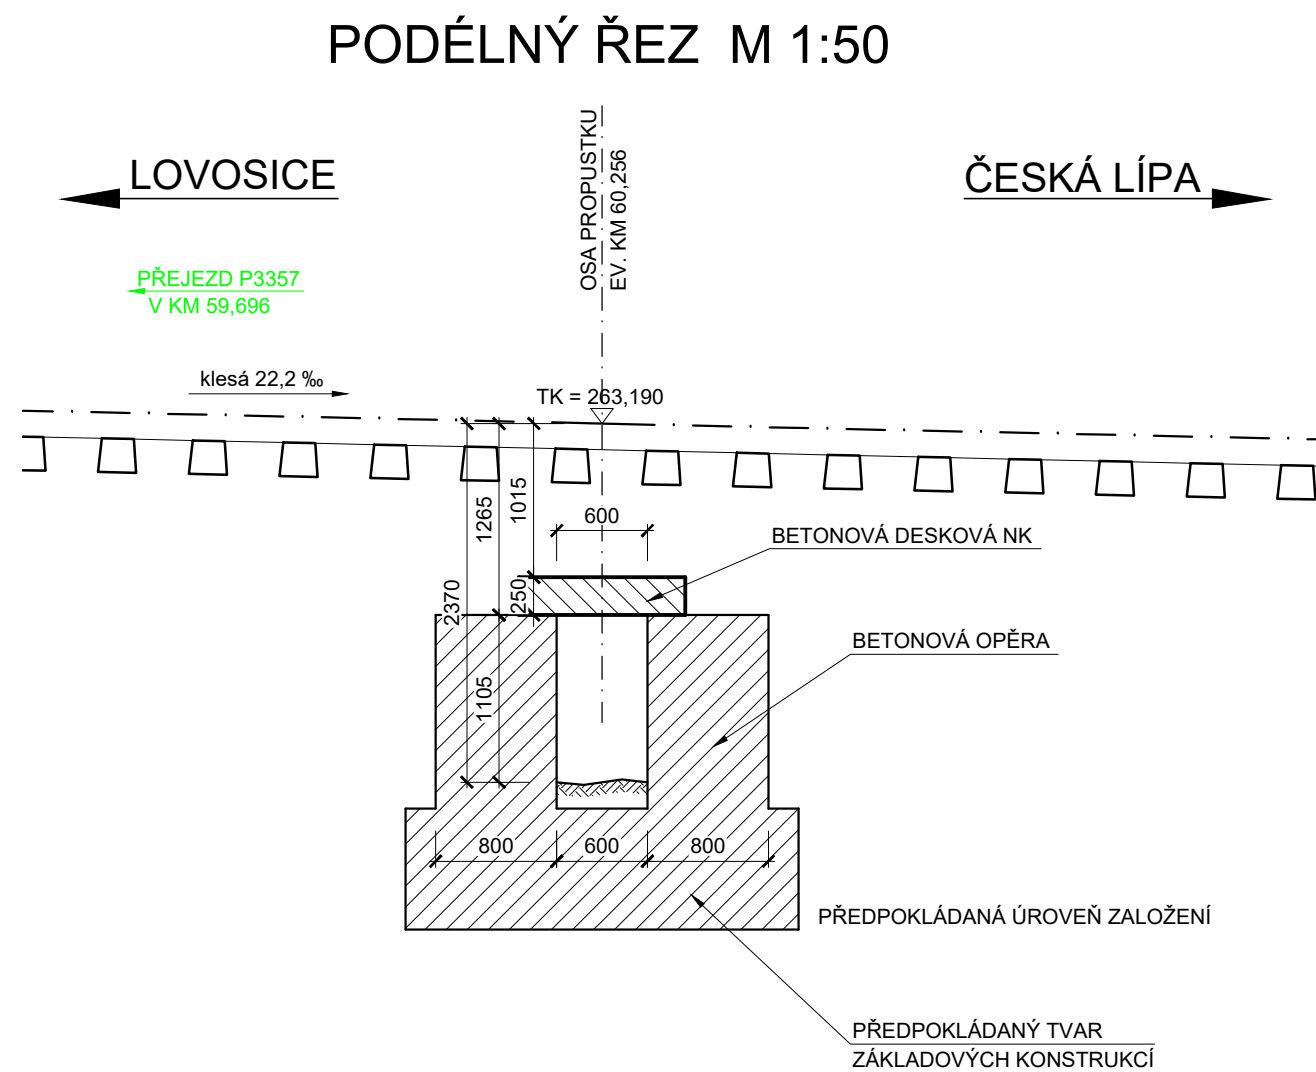 PODÉLNÝ ŘEZ M 1:50
LOVOSICE
OSA PROPUSTKU
EV. KM 60,256
ČESKÁ LÍPA
PŘEJEZD P3357
V KM 59,696
klesá 22,2 ‰
TK = 263,190
1265
1015
600
BETONOVÁ DESKOVÁ NK
2370
250
BETONOVÁ OPĚRA
1105
800
600
800
PŘEDPOKLÁDANÁ ÚROVEŇ ZALOŽENÍ
PŘEDPOKLÁDANÝ TVAR
ZÁKLADOVÝCH KONSTRUKCÍ